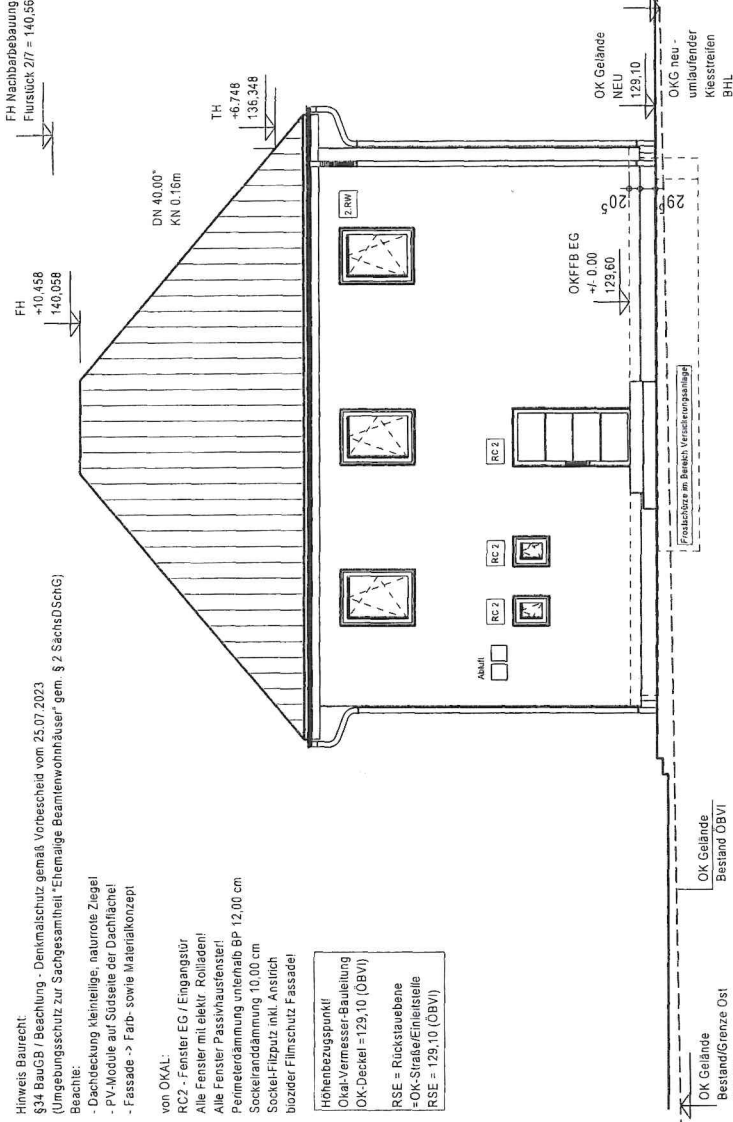 Hinweis Baurecht:
§34 BauGB / Beachtung - Denkmalschutz gemäß Vorbescheid vom 25.07.2023
(Umgebungsschutz zur Sachgesamtheil "Ehemalige Beamtenwohnhäuser" gem. § 2 SächsDSchG)
Beachte:
- Dachdeckung kleinteilige, naturrote Ziegel
- PV-Module auf Südseite der Dachfläche!
- Fassade -> Farb- sowie Materialkonzept
von OKAL:
RC2 - Fenster EG / Eingangstür
Alle Fenster mit elektr. Rollläden!
Alle Fenster Passivhausfenster!
Perimeterdämmung unterhalb BP 12,00 cm
Sockelranddämmung 10,00 cm
Sockel-Filzputz inkl. Anstrich
biozider Filmschutz Fassade!
Höhenbezugspunkt!
Okal-Vermesser-Bauleitung
OK-Deckel =129,10 (ÖBVI)
RSE = Rückstauebene
=OK-Straße/Einleitstelle
RSE = 129,10 (ÖBVI)
FH
+10,458
140,058
FH Nachbarbebauung
Flurstück 2/7 = 140,56
DN 40.00°
KN 0.16m
TH
+6,748
136,348
2.RW
Abluft
RC 2
RC 2
RC 2
OKFFB EG
+/- 0.00
129,60
20⁵
29⁵
OK Gelände
NEU
129,10
OKG neu -
umlaufender
Kiesstreifen
BHL
Frostschürze im Bereich Versickerungsanlage
OK Gelände
Bestand ÖBVI
OK Gelände
Bestand/Grenze Ost